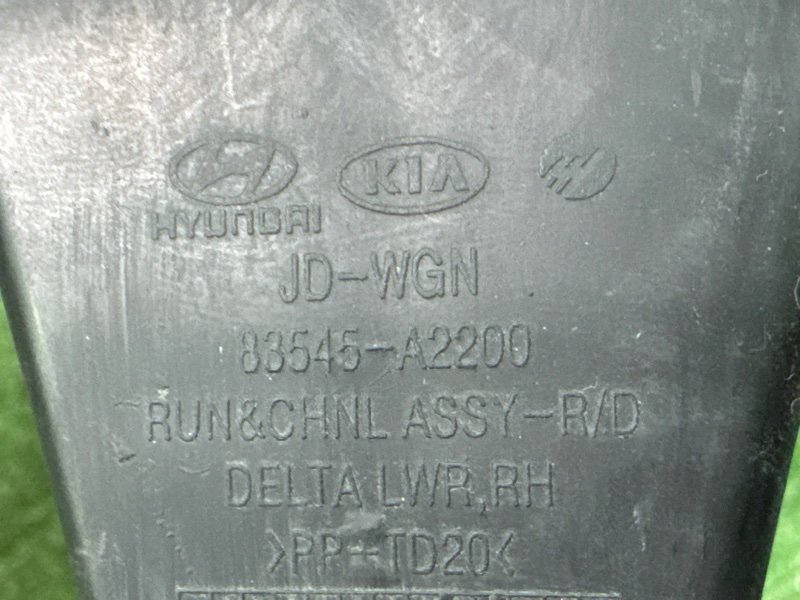 HYUNDAI KIA
JD-WGN
83545-A2200
RUN&CHNL ASSY-R/D
DELTA LWR,RH
>PP-TD20<